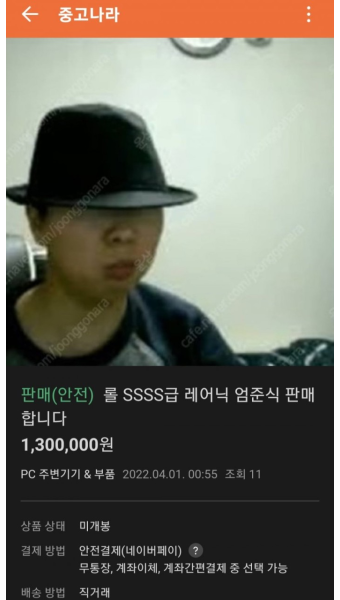 중고나라
판매(안전) 롤 SSSS급 레어닉 엄준식 판매
합니다
1,300,000원
PC 주변기기 & 부품 2022.04.01. 00:55 조회 11
상품 상태 미개봉
결제 방법 안전결제(네이버페이) ?
무통장, 계좌이체, 계좌간편결제 중 선택 가능
배송 방법 직거래